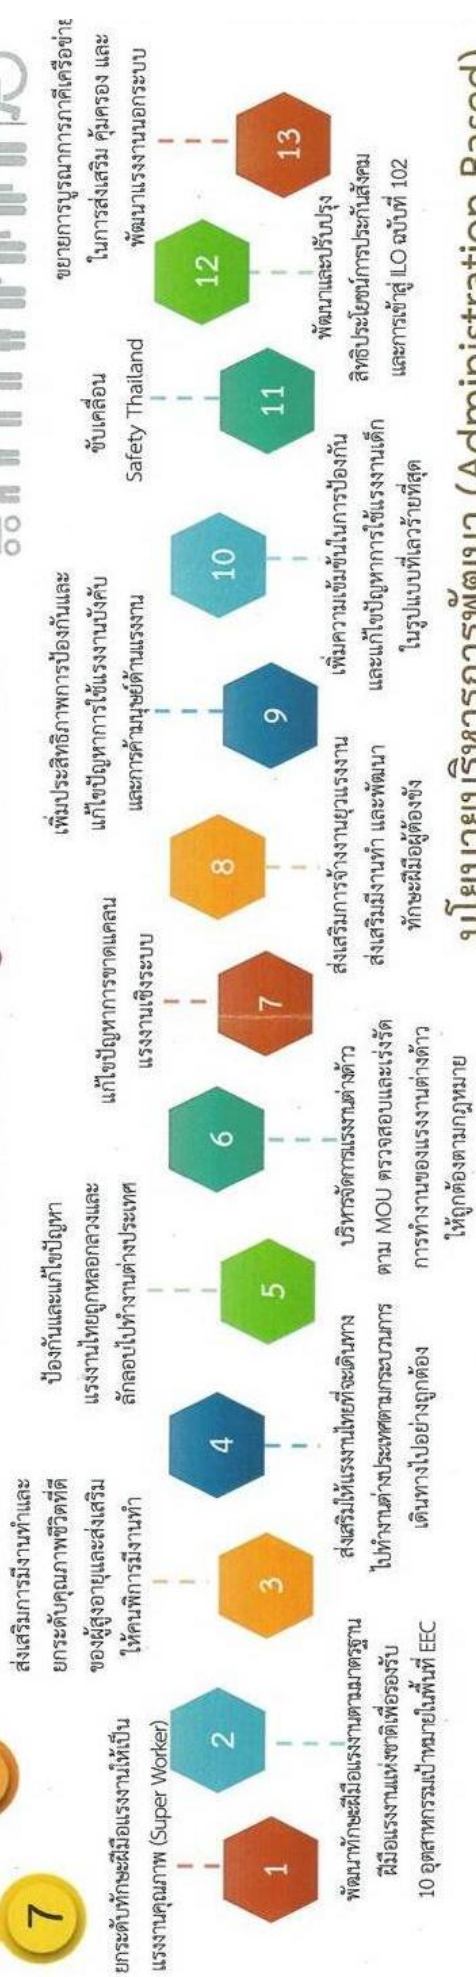 7
1
ยกระดับทักษะฝีมือแรงงานให้เป็น
แรงงานคุณภาพ (Super Worker)
2
พัฒนาทักษะฝีมือแรงงานตามมาตรฐาน
ฝีมือแรงงานแห่งชาติเพื่อรองรับ
10 อุตสาหกรรมเป้าหมายในพื้นที่ EEC
3
ส่งเสริมการมีงานทำและ
ยกระดับคุณภาพชีวิตที่ดี
ของผู้สูงอายุและส่งเสริม
ให้คนพิการมีงานทำ
4
ส่งเสริมให้แรงงานไทยที่จะเดินทาง
ไปทำงานต่างประเทศตามกระบวนการ
เดินทางไปอย่างถูกต้อง
5
ป้องกันและแก้ไขปัญหา
แรงงานไทยถูกหลอกลวงและ
ลักลอบไปทำงานต่างประเทศ
6
บริหารจัดการแรงงานต่างด้าว
ตาม MOU ตรวจสอบและเร่งรัด
การทำงานของแรงงานต่างด้าว
ให้ถูกต้องตามกฎหมาย
7
แก้ไขปัญหาการขาดแคลน
แรงงานเชิงระบบ
8
ส่งเสริมการจ้างงานยุวแรงงาน
ส่งเสริมมีงานทำ และพัฒนา
ทักษะฝีมือผู้ต้องขัง
9
เพิ่มประสิทธิภาพการป้องกันและ
แก้ไขปัญหาการใช้แรงงานบังคับ
และการค้ามนุษย์ด้านแรงงาน
10
เพิ่มความเข้มข้นในการป้องกัน
และแก้ไขปัญหาการใช้แรงงานเด็ก
ในรูปแบบที่เลวร้ายที่สุด
11
ขับเคลื่อน
Safety Thailand
12
พัฒนาและปรับปรุง
สิทธิประโยชน์การประกันสังคม
และการเข้าสู่ ILO ฉบับที่ 102
13
ขยายการบูรณาการภาคีเครือข่าย
ในการส่งเสริม คุ้มครอง และ
พัฒนาแรงงานนอกระบบ
นโยบายบริหารการพัฒนา (Administration Based)